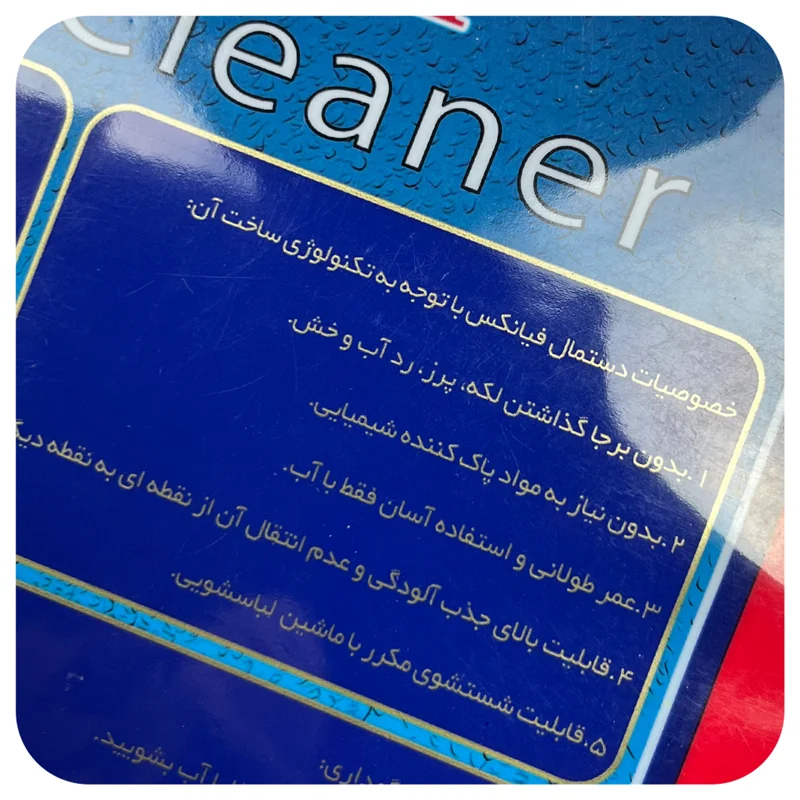 Cleaner
خصوصیات دستمال فیانکس با توجه به تکنولوژی ساخت آن:
۱.بدون برجا گذاشتن لکه، پرز، رد آب و خش.
۲.بدون نیاز به مواد پاک کننده شیمیایی.
۳.عمر طولانی و استفاده آسان فقط با آب.
۴.قابلیت بالای جذب آلودگی و عدم انتقال آن از نقطه ای به نقطه
۵.قابلیت شستشوی مکرر با ماشین لباسشویی.
آب بشویید.